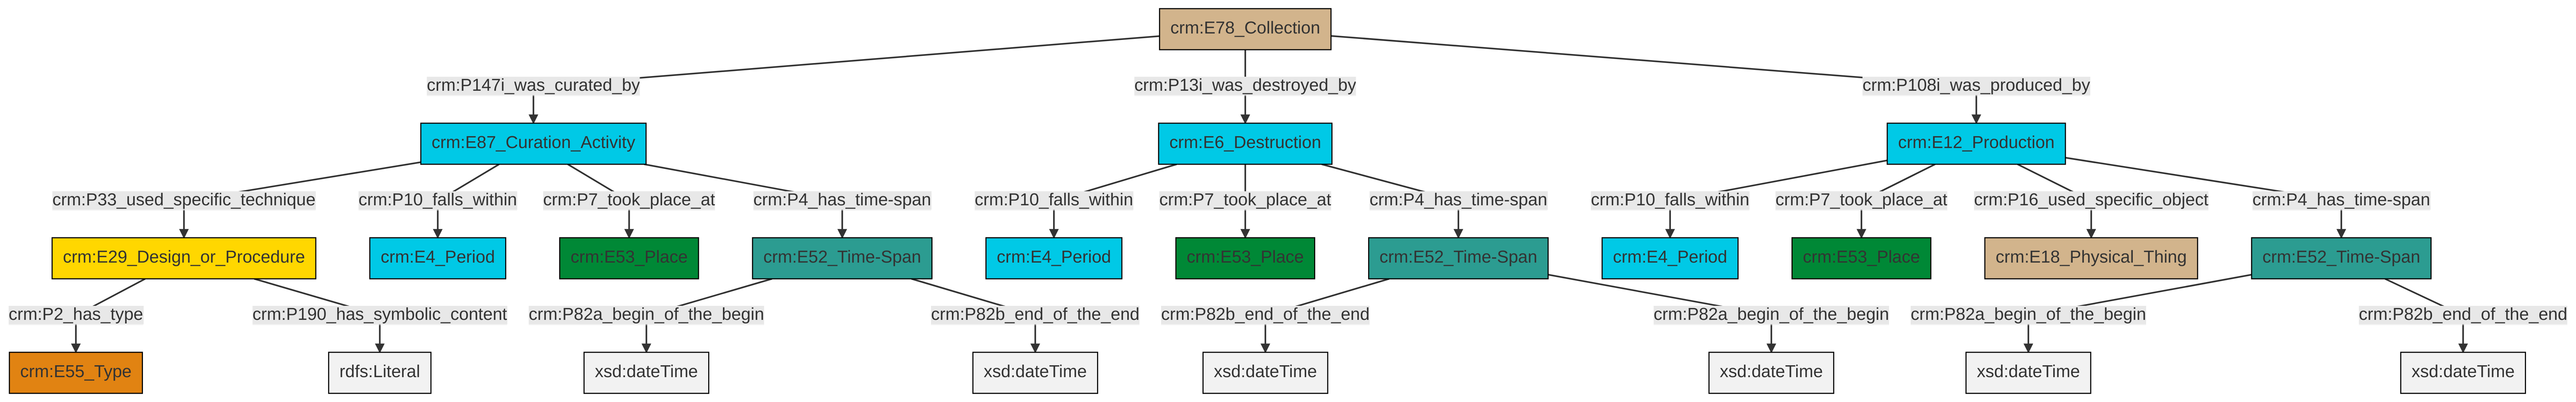 crm:E78_Collection
crm:P147i_was_curated_by
crm:P13i_was_destroyed_by
crm:P108i_was_produced_by
crm:E87_Curation_Activity
crm:E6_Destruction
crm:E12_Production
crm:P33_used_specific_technique
crm:P10_falls_within
crm:P7_took_place_at
crm:P4_has_time-span
crm:P10_falls_within
crm:P7_took_place_at
crm:P4_has_time-span
crm:P10_falls_within
crm:P7_took_place_at
crm:P16_used_specific_object
crm:P4_has_time-span
crm:E29_Design_or_Procedure
crm:E4_Period
crm:E53_Place
crm:E52_Time-Span
crm:E4_Period
crm:E53_Place
crm:E52_Time-Span
crm:E4_Period
crm:E53_Place
crm:E18_Physical_Thing
crm:E52_Time-Span
crm:P2_has_type
crm:P190_has_symbolic_content
crm:P82a_begin_of_the_begin
crm:P82b_end_of_the_end
crm:P82b_end_of_the_end
crm:P82a_begin_of_the_begin
crm:P82a_begin_of_the_begin
crm:P82b_end_of_the_end
crm:E55_Type
rdfs:Literal
xsd:dateTime
xsd:dateTime
xsd:dateTime
xsd:dateTime
xsd:dateTime
xsd:dateTime